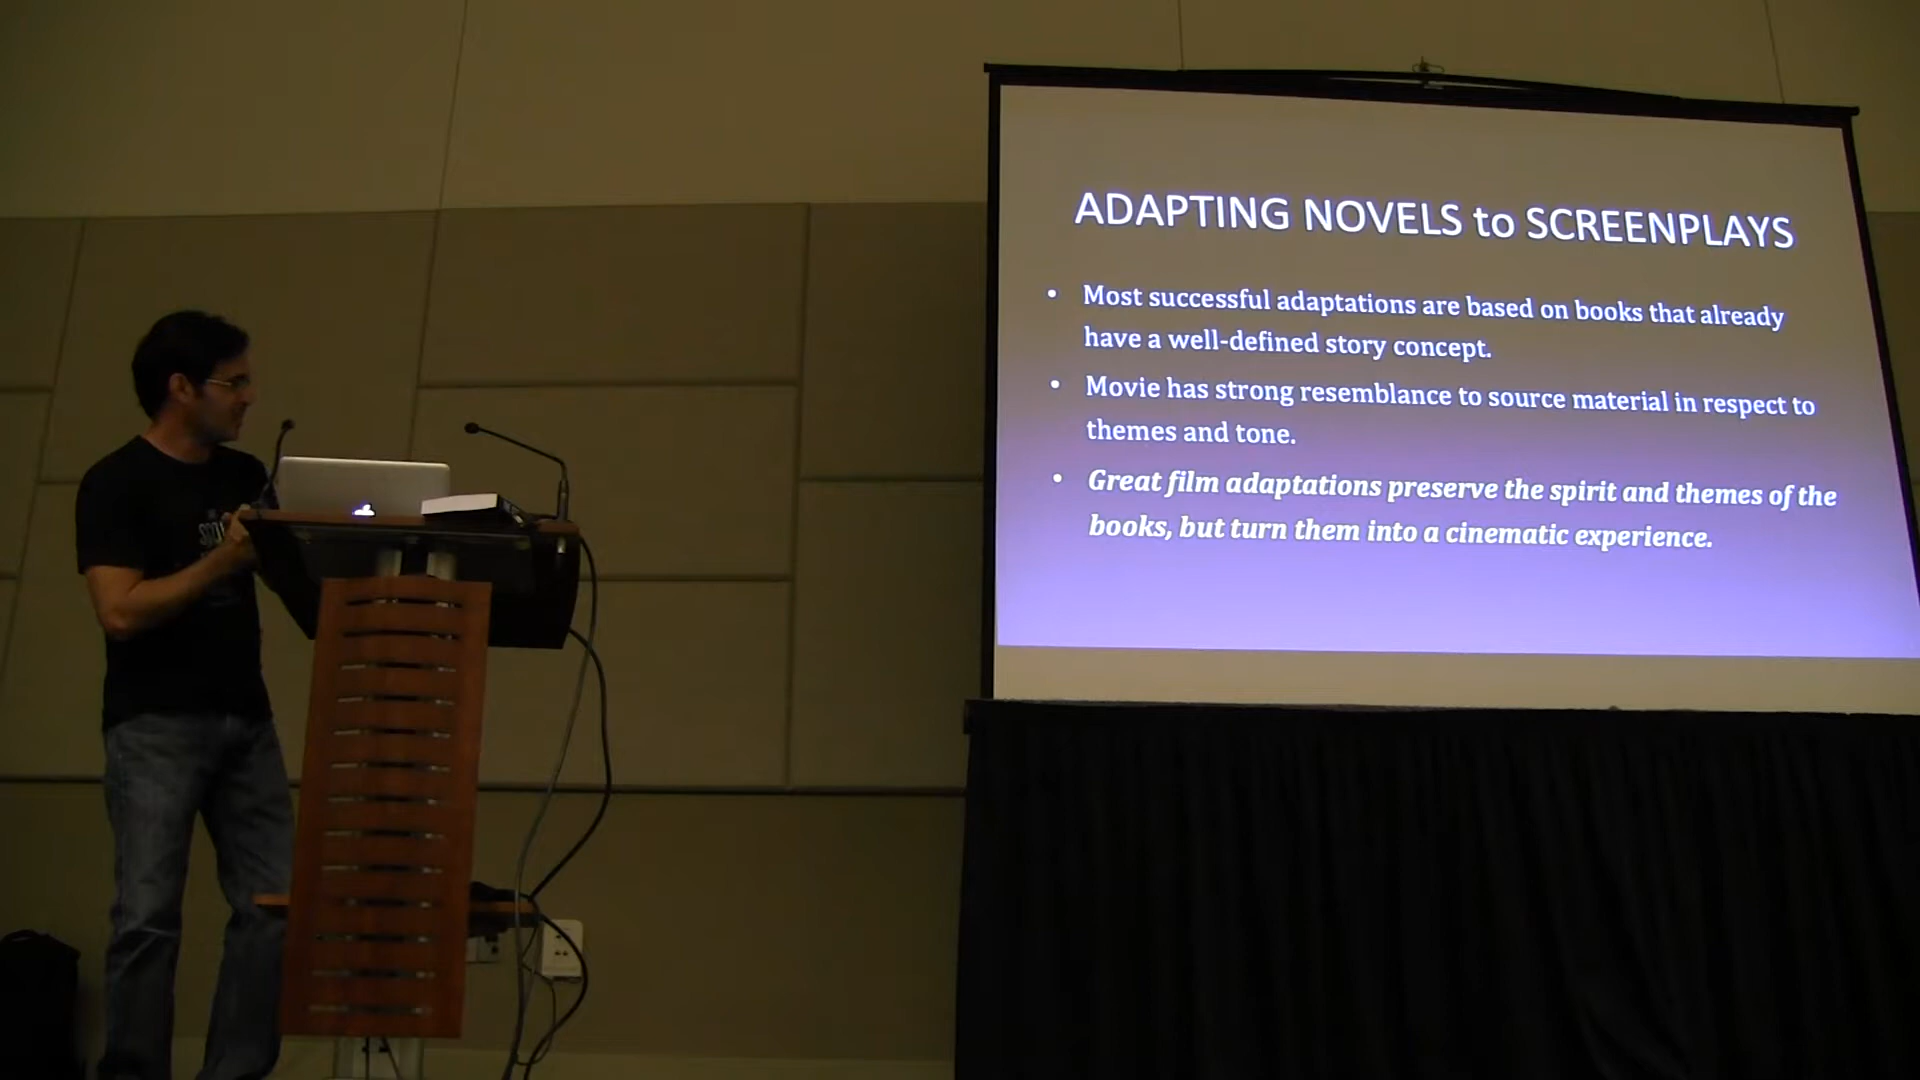 ADAPTING NOVELS to SCREENPLAYS
• Most successful adaptations are based on books that already
have a well-defined story concept.
• Movie has strong resemblance to source material in respect to
themes and tone.
• Great film adaptations preserve the spirit and themes of the
books, but turn them into a cinematic experience.